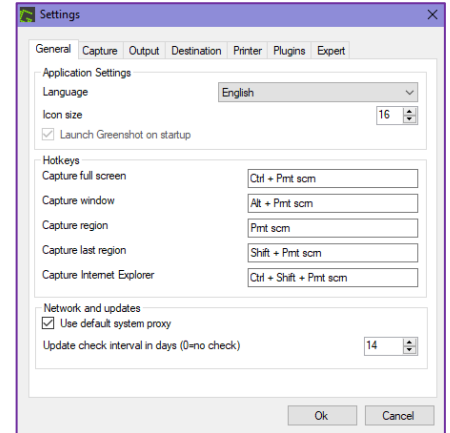 Settings
General Capture Output Destination Printer Plugins Expert
Application Settings
Language English
Icon size 16
Launch Greenshot on startup
Hotkeys
Capture full screen Ctrl + Prnt scrn
Capture window Alt + Prnt scrn
Capture region Prnt scrn
Capture last region Shift + Prnt scrn
Capture Internet Explorer Ctrl + Shift + Prnt scrn
Network and updates
Use default system proxy
Update check interval in days (0=no check) 14
Ok Cancel